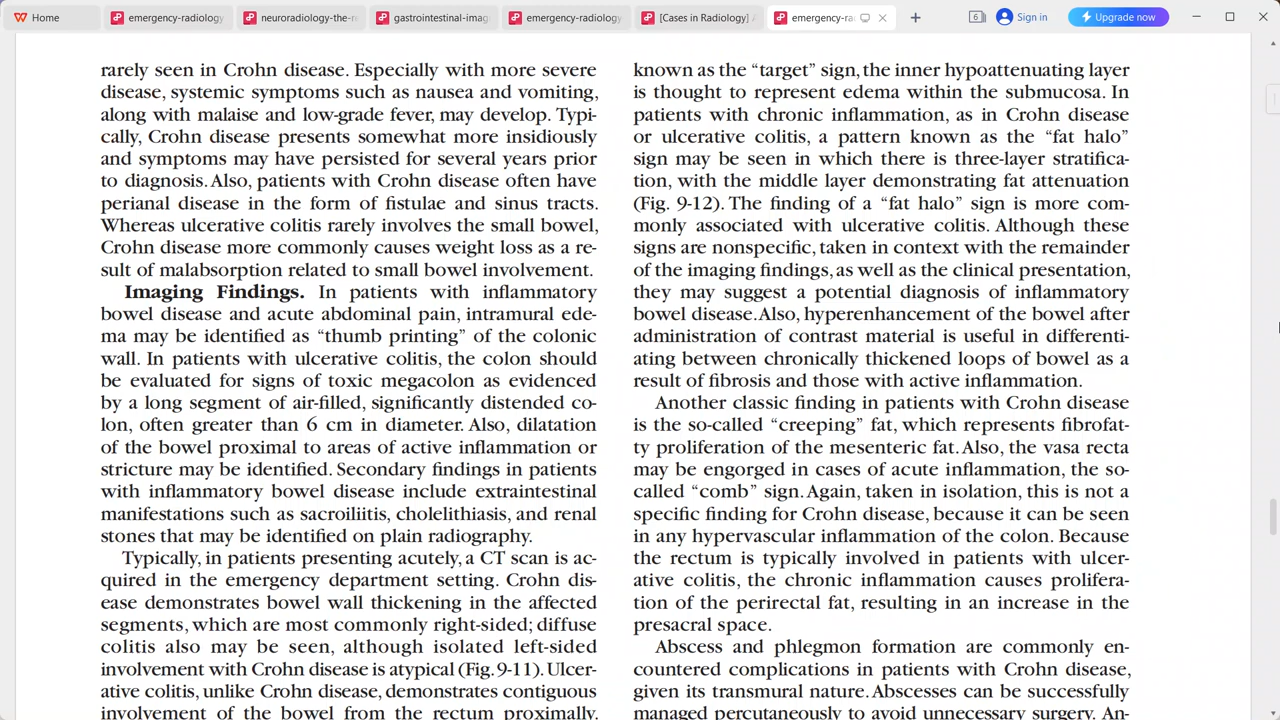 Home
emergency-radiology
neuroradiology-the-r
gastrointestinal-imag
emergency-radiology
[Cases in Radiology]
emergency-ra
6
Sign in
Upgrade now
rarely seen in Crohn disease. Especially with more severe
disease, systemic symptoms such as nausea and vomiting,
along with malaise and low-grade fever, may develop. Typi-
cally, Crohn disease presents somewhat more insidiously
and symptoms may have persisted for several years prior
to diagnosis. Also, patients with Crohn disease often have
perianal disease in the form of fistulae and sinus tracts.
Whereas ulcerative colitis rarely involves the small bowel,
Crohn disease more commonly causes weight loss as a re-
sult of malabsorption related to small bowel involvement.
Imaging Findings. In patients with inflammatory
bowel disease and acute abdominal pain, intramural ede-
ma may be identified as “thumb printing” of the colonic
wall. In patients with ulcerative colitis, the colon should
be evaluated for signs of toxic megacolon as evidenced
by a long segment of air-filled, significantly distended co-
lon, often greater than 6 cm in diameter. Also, dilatation
of the bowel proximal to areas of active inflammation or
stricture may be identified. Secondary findings in patients
with inflammatory bowel disease include extraintestinal
manifestations such as sacroiliitis, cholelithiasis, and renal
stones that may be identified on plain radiography.
Typically, in patients presenting acutely, a CT scan is ac-
quired in the emergency department setting. Crohn dis-
ease demonstrates bowel wall thickening in the affected
segments, which are most commonly right-sided; diffuse
colitis also may be seen, although isolated left-sided
involvement with Crohn disease is atypical (Fig. 9-11). Ulcer-
ative colitis, unlike Crohn disease, demonstrates contiguous
involvement of the bowel from the rectum proximally.
known as the “target” sign, the inner hypoattenuating layer
is thought to represent edema within the submucosa. In
patients with chronic inflammation, as in Crohn disease
or ulcerative colitis, a pattern known as the “fat halo”
sign may be seen in which there is three-layer stratifica-
tion, with the middle layer demonstrating fat attenuation
(Fig. 9-12). The finding of a “fat halo” sign is more com-
monly associated with ulcerative colitis. Although these
signs are nonspecific, taken in context with the remainder
of the imaging findings, as well as the clinical presentation,
they may suggest a potential diagnosis of inflammatory
bowel disease. Also, hyperenhancement of the bowel after
administration of contrast material is useful in differenti-
ating between chronically thickened loops of bowel as a
result of fibrosis and those with active inflammation.
Another classic finding in patients with Crohn disease
is the so-called “creeping” fat, which represents fibrofat-
ty proliferation of the mesenteric fat. Also, the vasa recta
may be engorged in cases of acute inflammation, the so-
called “comb” sign. Again, taken in isolation, this is not a
specific finding for Crohn disease, because it can be seen
in any hypervascular inflammation of the colon. Because
the rectum is typically involved in patients with ulcer-
ative colitis, the chronic inflammation causes prolifera-
tion of the perirectal fat, resulting in an increase in the
presacral space.
Abscess and phlegmon formation are commonly en-
countered complications in patients with Crohn disease,
given its transmural nature. Abscesses can be successfully
managed percutaneously to avoid unnecessary surgery. An-